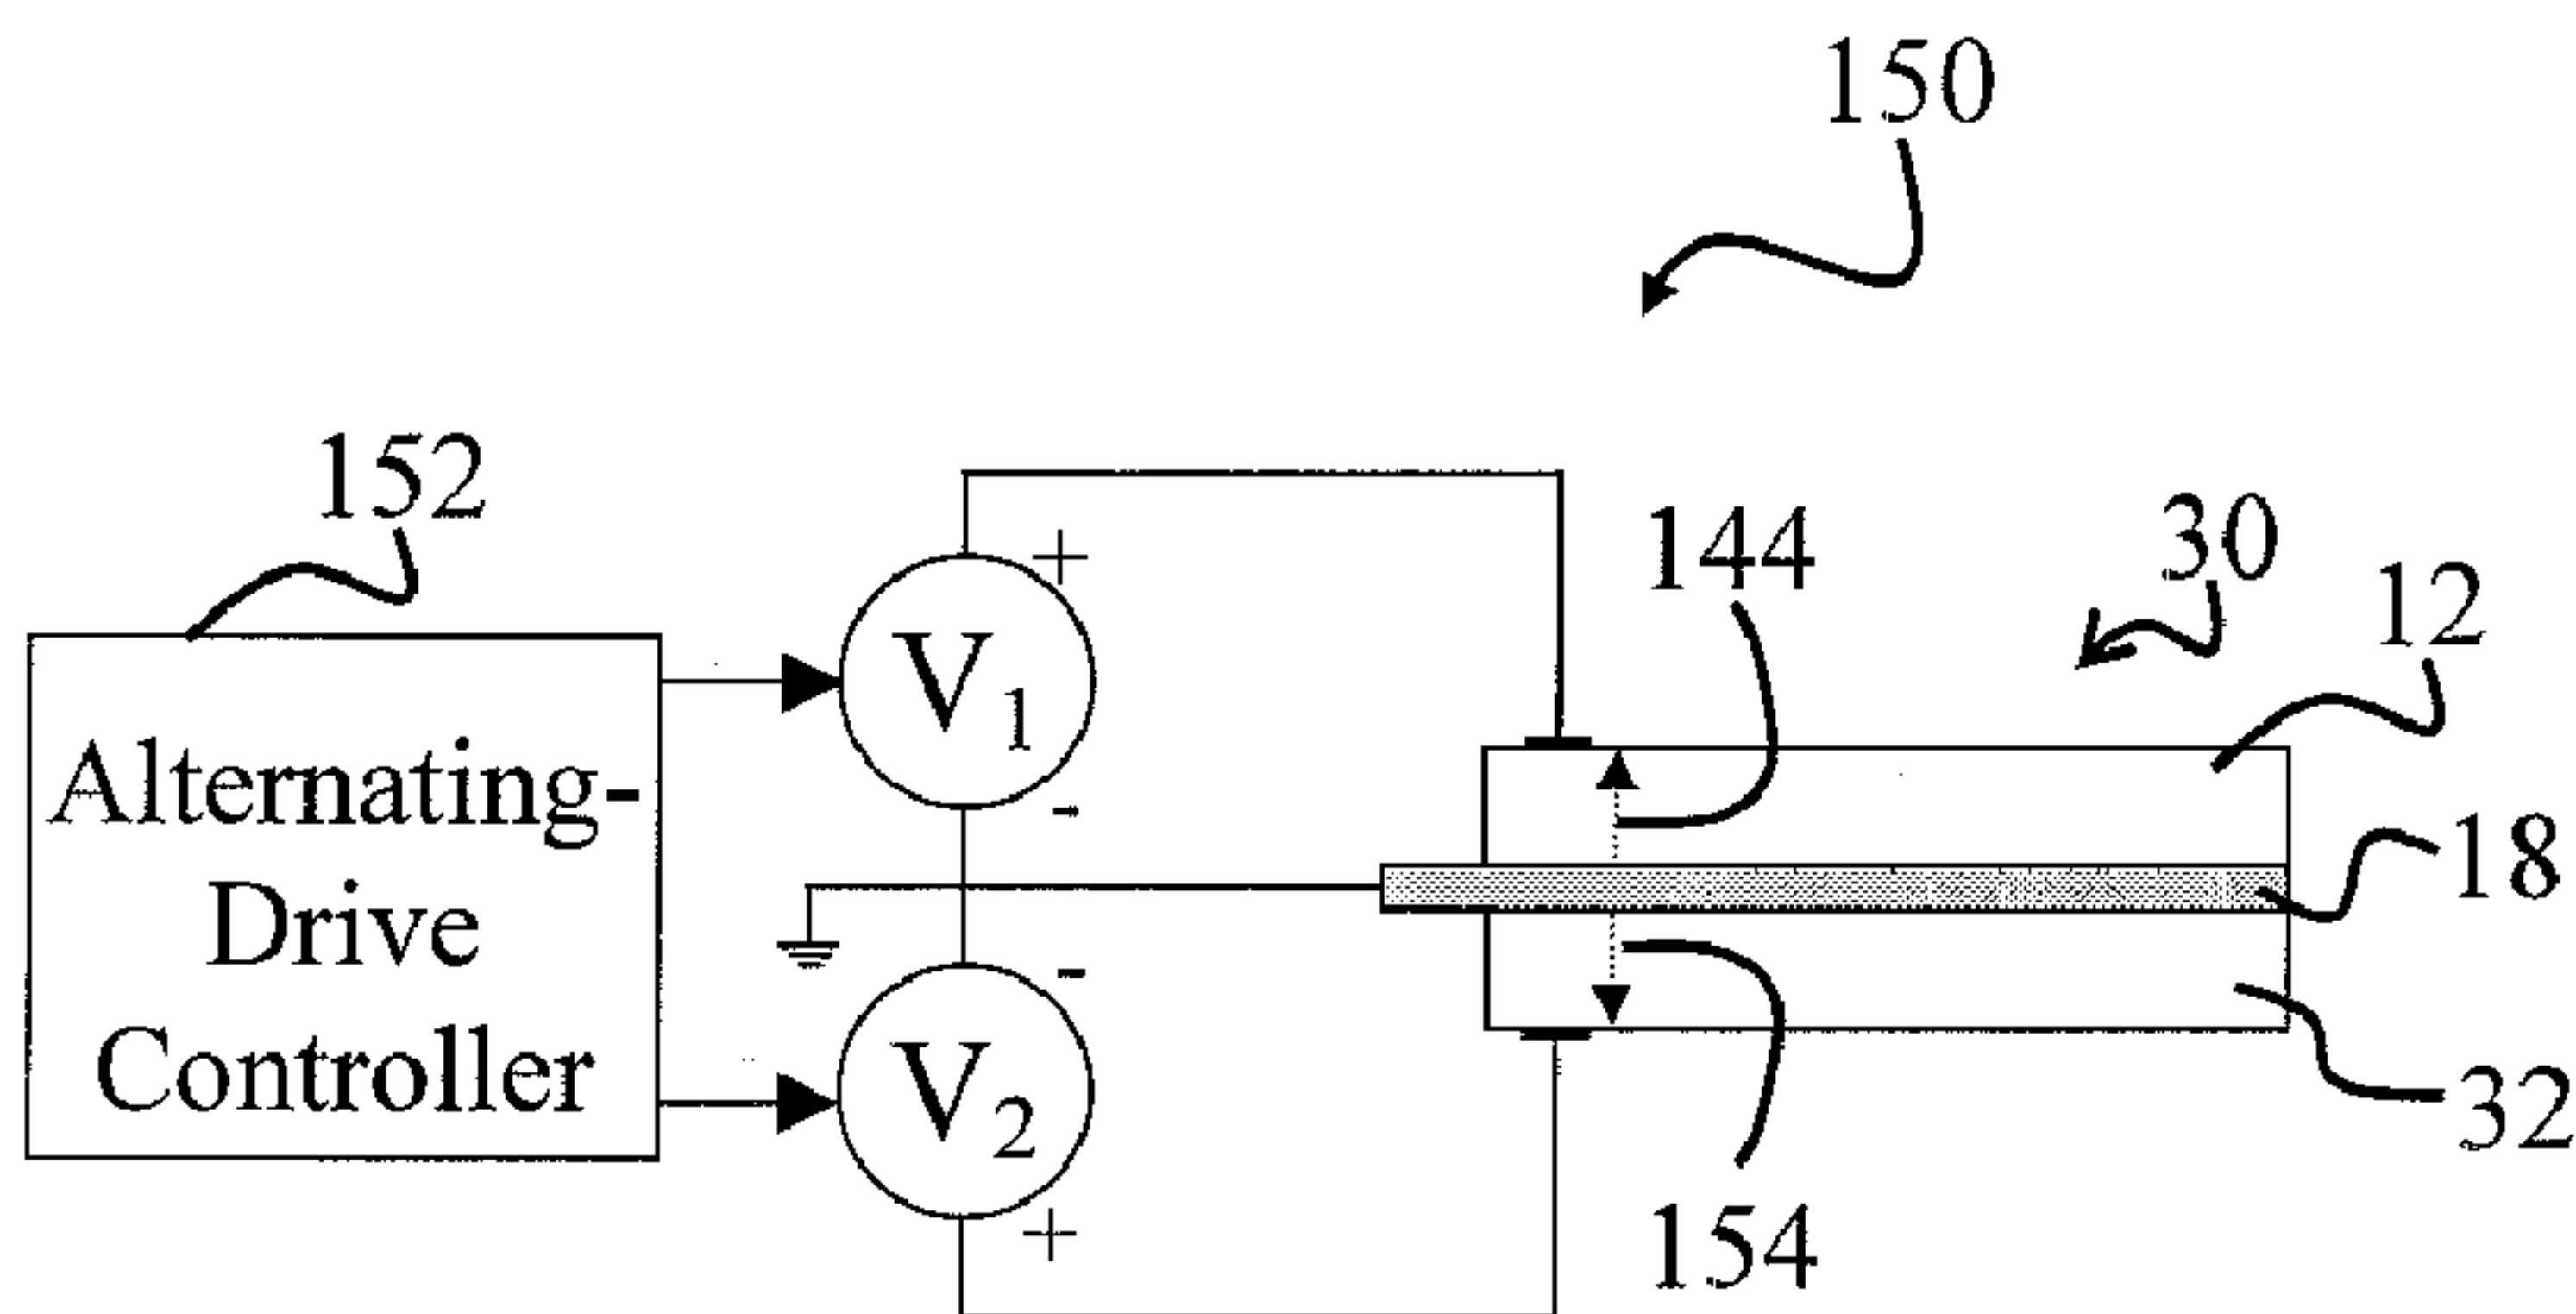 150
152
144
30
12
+
V1
-
Alternating-
Drive
Controller
18
-
V2
+
32
154